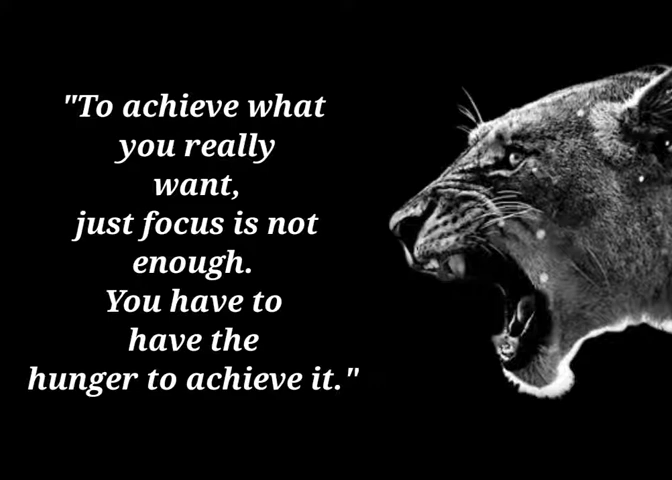 "To achieve what
you really
want,
just focus is not
enough.
You have to
have the
hunger to achieve it."